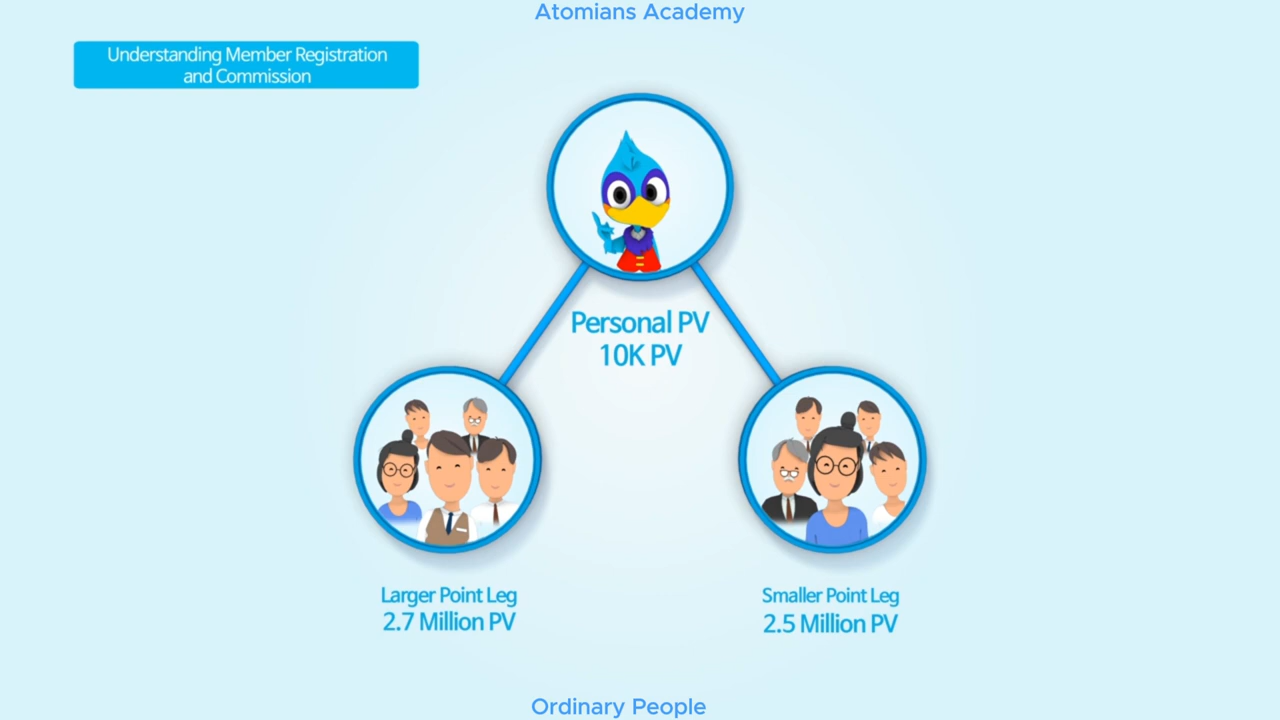 Atomians Academy
Understanding Member Registration
and Commission
Personal PV
10K PV
Larger Point Leg
2.7 Million PV
Smaller Point Leg
2.5 Million PV
Ordinary People